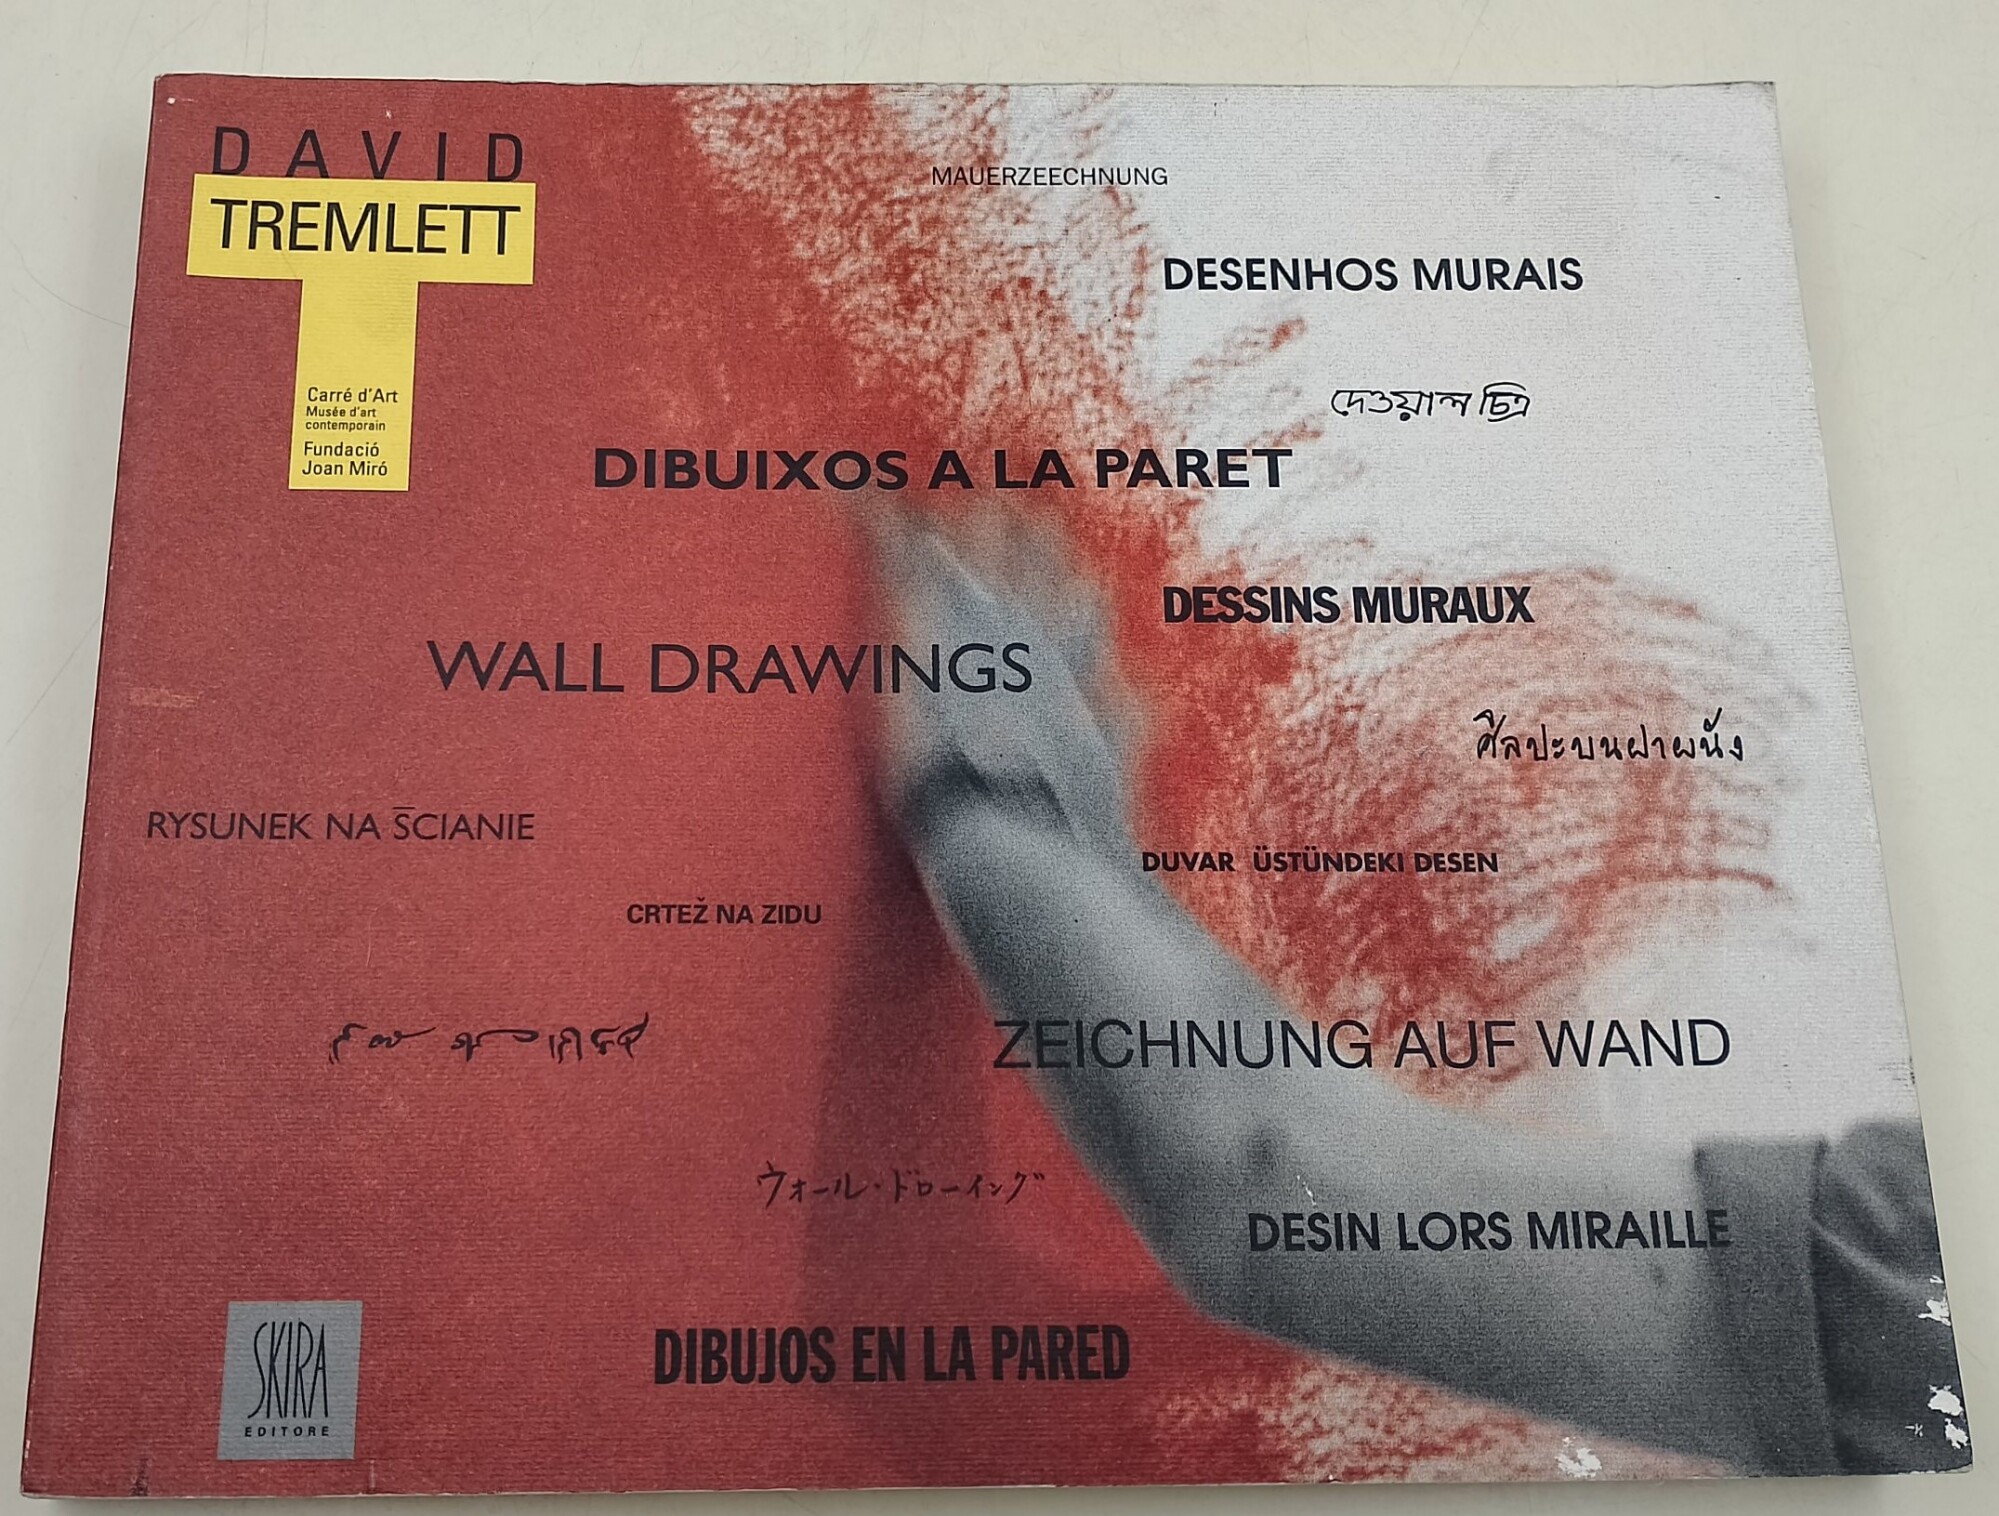 DAVID
TREMLETT
Carré d'Art
Musée d'art
contemporain
Fundació
Joan Miró
MAUERZEECHNUNG
DESENHOS MURAIS
দেওয়াল চিত্র
DIBUIXOS A LA PARET
DESSINS MURAUX
WALL DRAWINGS
ศิลปะบนฝาผนัง
RYSUNEK NA S̅CIANIE
DUVAR ÜSTÜNDEKI DESEN
CRTEŽ NA ZIDU
ZEICHNUNG AUF WAND
ウォール・ドローイング
DESIN LORS MIRAILLE
DIBUJOS EN LA PARED
SKIRA
EDITORE